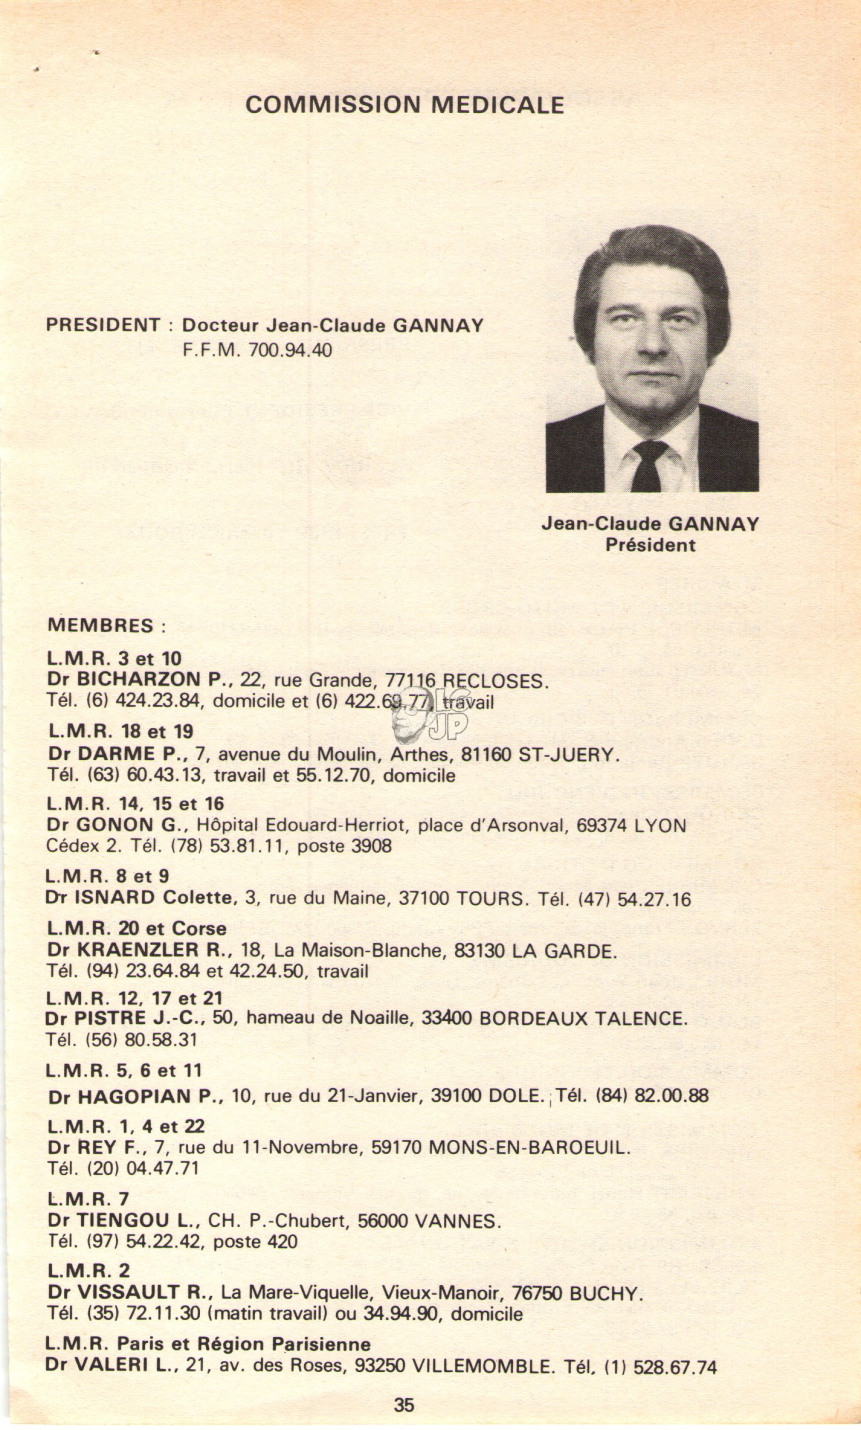 COMMISSION MEDICALE
PRESIDENT : Docteur Jean-Claude GANNAY
F.F.M. 700.94.40
Jean-Claude GANNAY
Président
MEMBRES :
L.M.R. 3 et 10
Dr BICHARZON P., 22, rue Grande, 77116 RECLOSES.
Tél. (6) 424.23.84, domicile et (6) 422.69.77, travail
LG
JP
L.M.R. 18 et 19
Dr DARME P., 7, avenue du Moulin, Arthes, 81160 ST-JUERY.
Tél. (63) 60.43.13, travail et 55.12.70, domicile
L.M.R. 14, 15 et 16
Dr GONON G., Hôpital Edouard-Herriot, place d'Arsonval, 69374 LYON
Cédex 2. Tél. (78) 53.81.11, poste 3908
L.M.R. 8 et 9
Dr ISNARD Colette, 3, rue du Maine, 37100 TOURS. Tél. (47) 54.27.16
L.M.R. 20 et Corse
Dr KRAENZLER R., 18, La Maison-Blanche, 83130 LA GARDE.
Tél. (94) 23.64.84 et 42.24.50, travail
L.M.R. 12, 17 et 21
Dr PISTRE J.-C., 50, hameau de Noaille, 33400 BORDEAUX TALENCE.
Tél. (56) 80.58.31
L.M.R. 5, 6 et 11
Dr HAGOPIAN P., 10, rue du 21-Janvier, 39100 DOLE. Tél. (84) 82.00.88
L.M.R. 1, 4 et 22
Dr REY F., 7, rue du 11-Novembre, 59170 MONS-EN-BAROEUIL.
Tél. (20) 04.47.71
L.M.R. 7
Dr TIENGOU L., CH. P.-Chubert, 56000 VANNES.
Tél. (97) 54.22.42, poste 420
L.M.R. 2
Dr VISSAULT R., La Mare-Viquelle, Vieux-Manoir, 76750 BUCHY.
Tél. (35) 72.11.30 (matin travail) ou 34.94.90, domicile
L.M.R. Paris et Région Parisienne
Dr VALERI L., 21, av. des Roses, 93250 VILLEMOMBLE. Tél. (1) 528.67.74
35